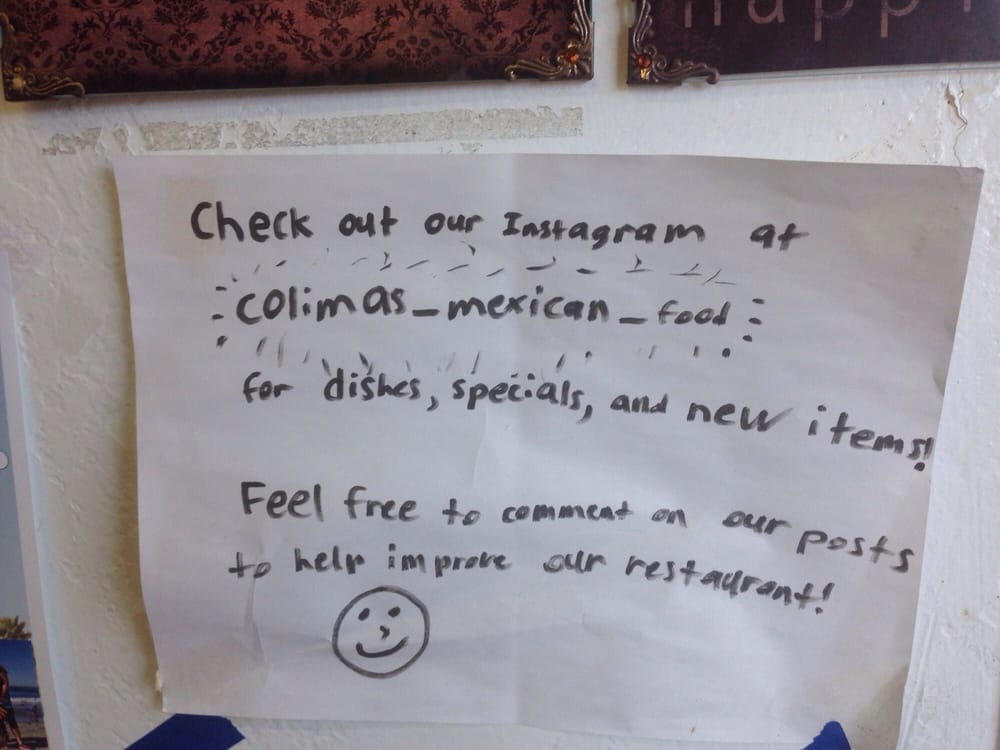 happ
Check out our Instagram at
colimas_mexican_food
for dishes, specials, and new items!
Feel free to comment on our posts
to help improve our restaurant!